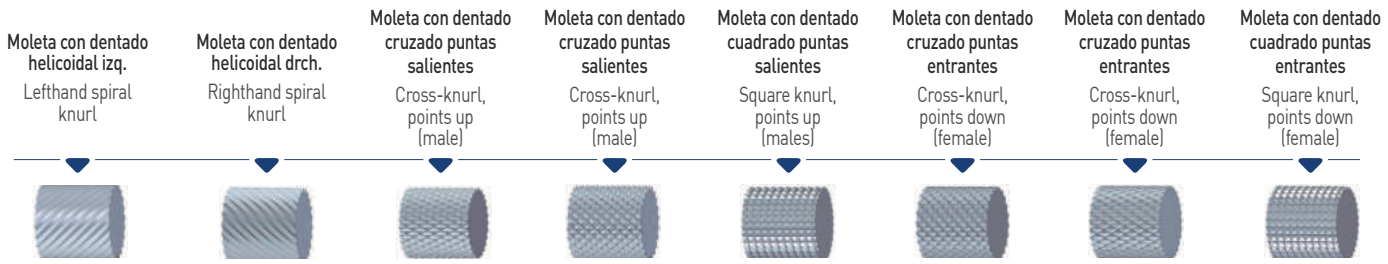 Moleta con dentado
helicoidal izq.
Lefthand spiral
knurl
Moleta con dentado
helicoidal drch.
Righthand spiral
knurl
Moleta con dentado
cruzado puntas
salientes
Cross-knurl,
points up
(male)
Moleta con dentado
cruzado puntas
salientes
Cross-knurl,
points up
(male)
Moleta con dentado
cuadrado puntas
salientes
Square knurl,
points up
(males)
Moleta con dentado
cruzado puntas
entrantes
Cross-knurl,
points down
(female)
Moleta con dentado
cruzado puntas
entrantes
Cross-knurl,
points down
(female)
Moleta con dentado
cuadrado puntas
entrantes
Square knurl,
points down
(female)